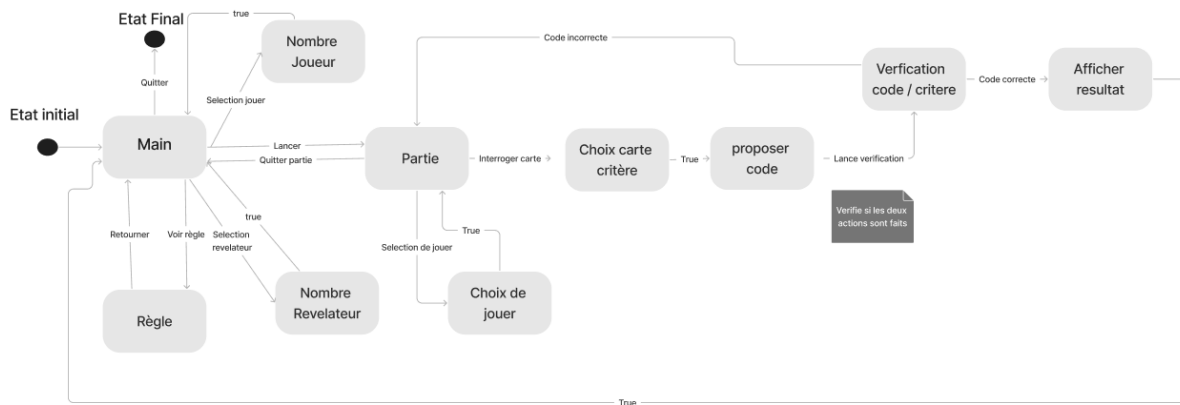 Etat Final
true
Nombre
Joueur
Code incorrecte
Verfication
code / critere
Code correcte
Afficher
resultat
Quitter
Selection jouer
Etat initial
Main
Lancer
Quitter partie
Partie
Interroger carte
Choix carte
critère
True
proposer
code
Lance verification
Verifie si les deux
actions sont faits
Retourner
Voir règle
Selection
revelateur
true
Selection de jouer
True
Règle
Nombre
Revelateur
Choix de
jouer
True